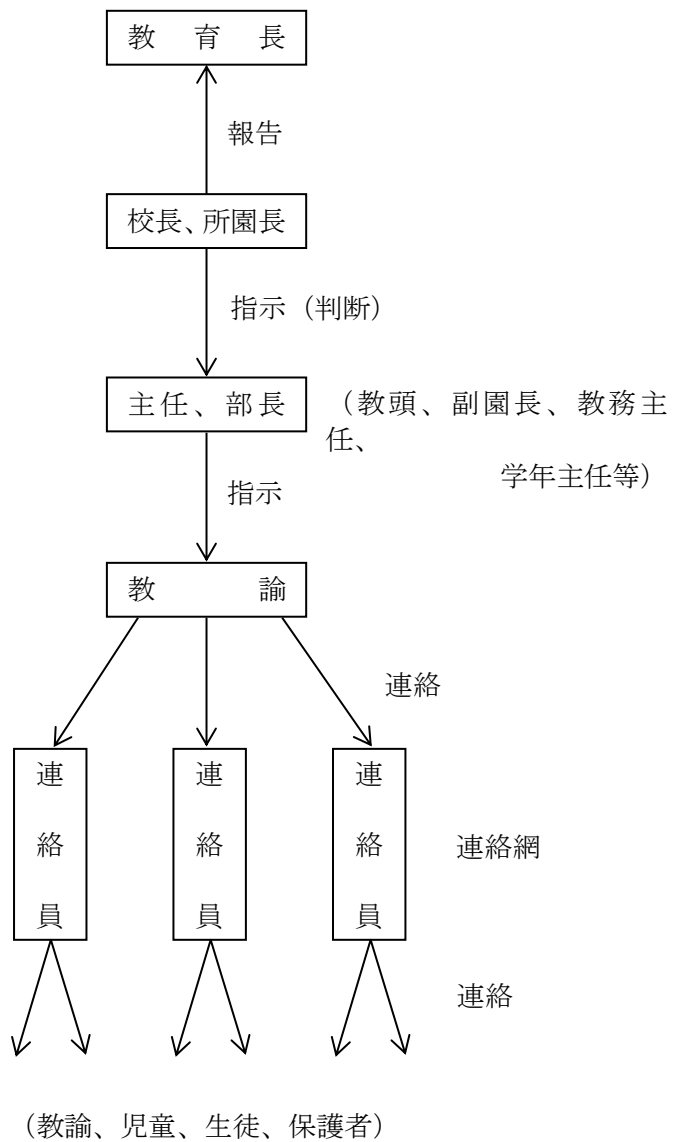 教育長
報告
校長、所園長
指示（判断）
主任、部長
（教頭、副園長、教務主
任、
学年主任等）
指示
教諭
連絡
連絡員
連絡員
連絡員
連絡網
連絡
（教諭、児童、生徒、保護者）